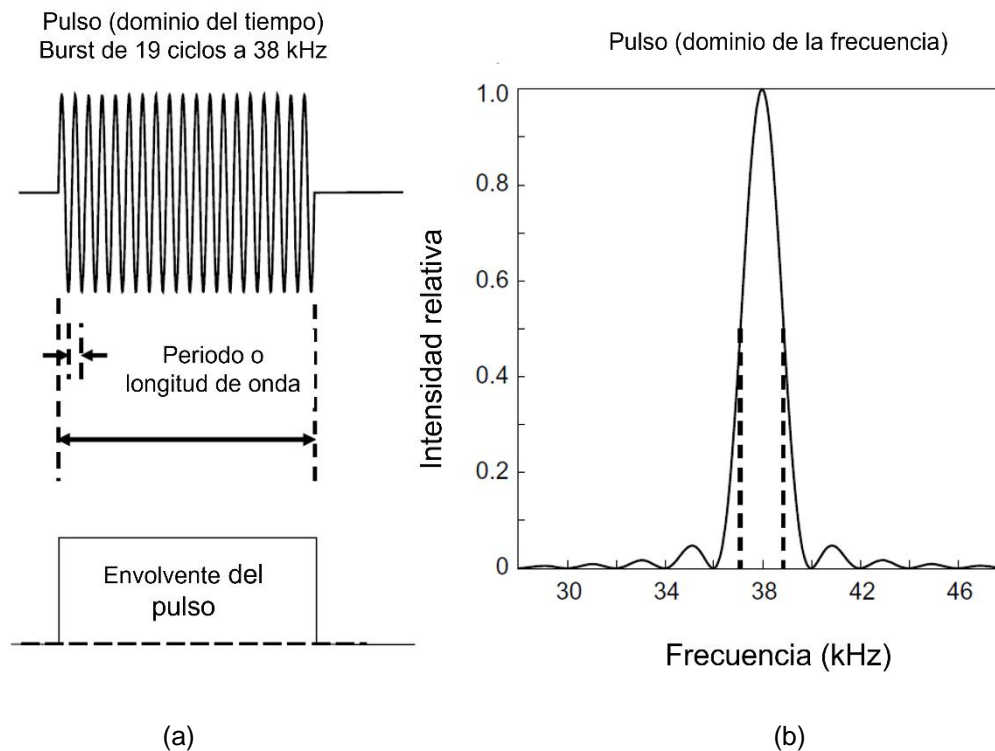 Pulso (dominio del tiempo)
Burst de 19 ciclos a 38 kHz
Periodo o
longitud de onda
Envolvente del
pulso
(a)
Pulso (dominio de la frecuencia)
Intensidad relativa
1.0
0.8
0.6
0.4
0.2
0
30 34 38 42 46
Frecuencia (kHz)
(b)